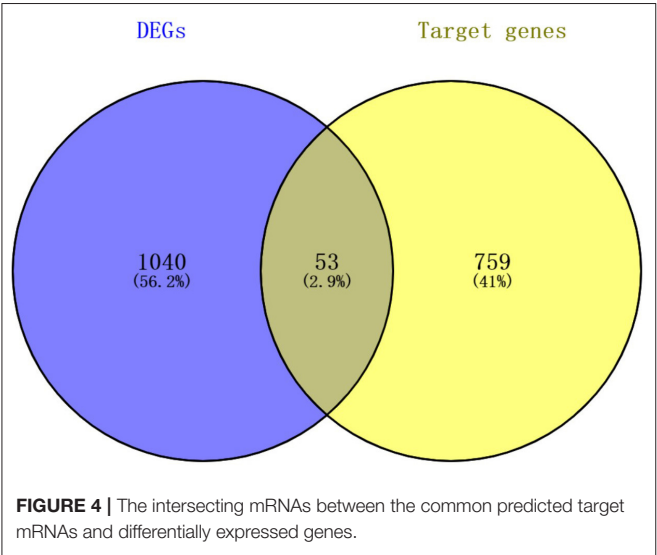 DEGs
Target genes
1040
(56.2%)
53
(2.9%)
759
(41%)
FIGURE 4 | The intersecting mRNAs between the common predicted target
mRNAs and differentially expressed genes.